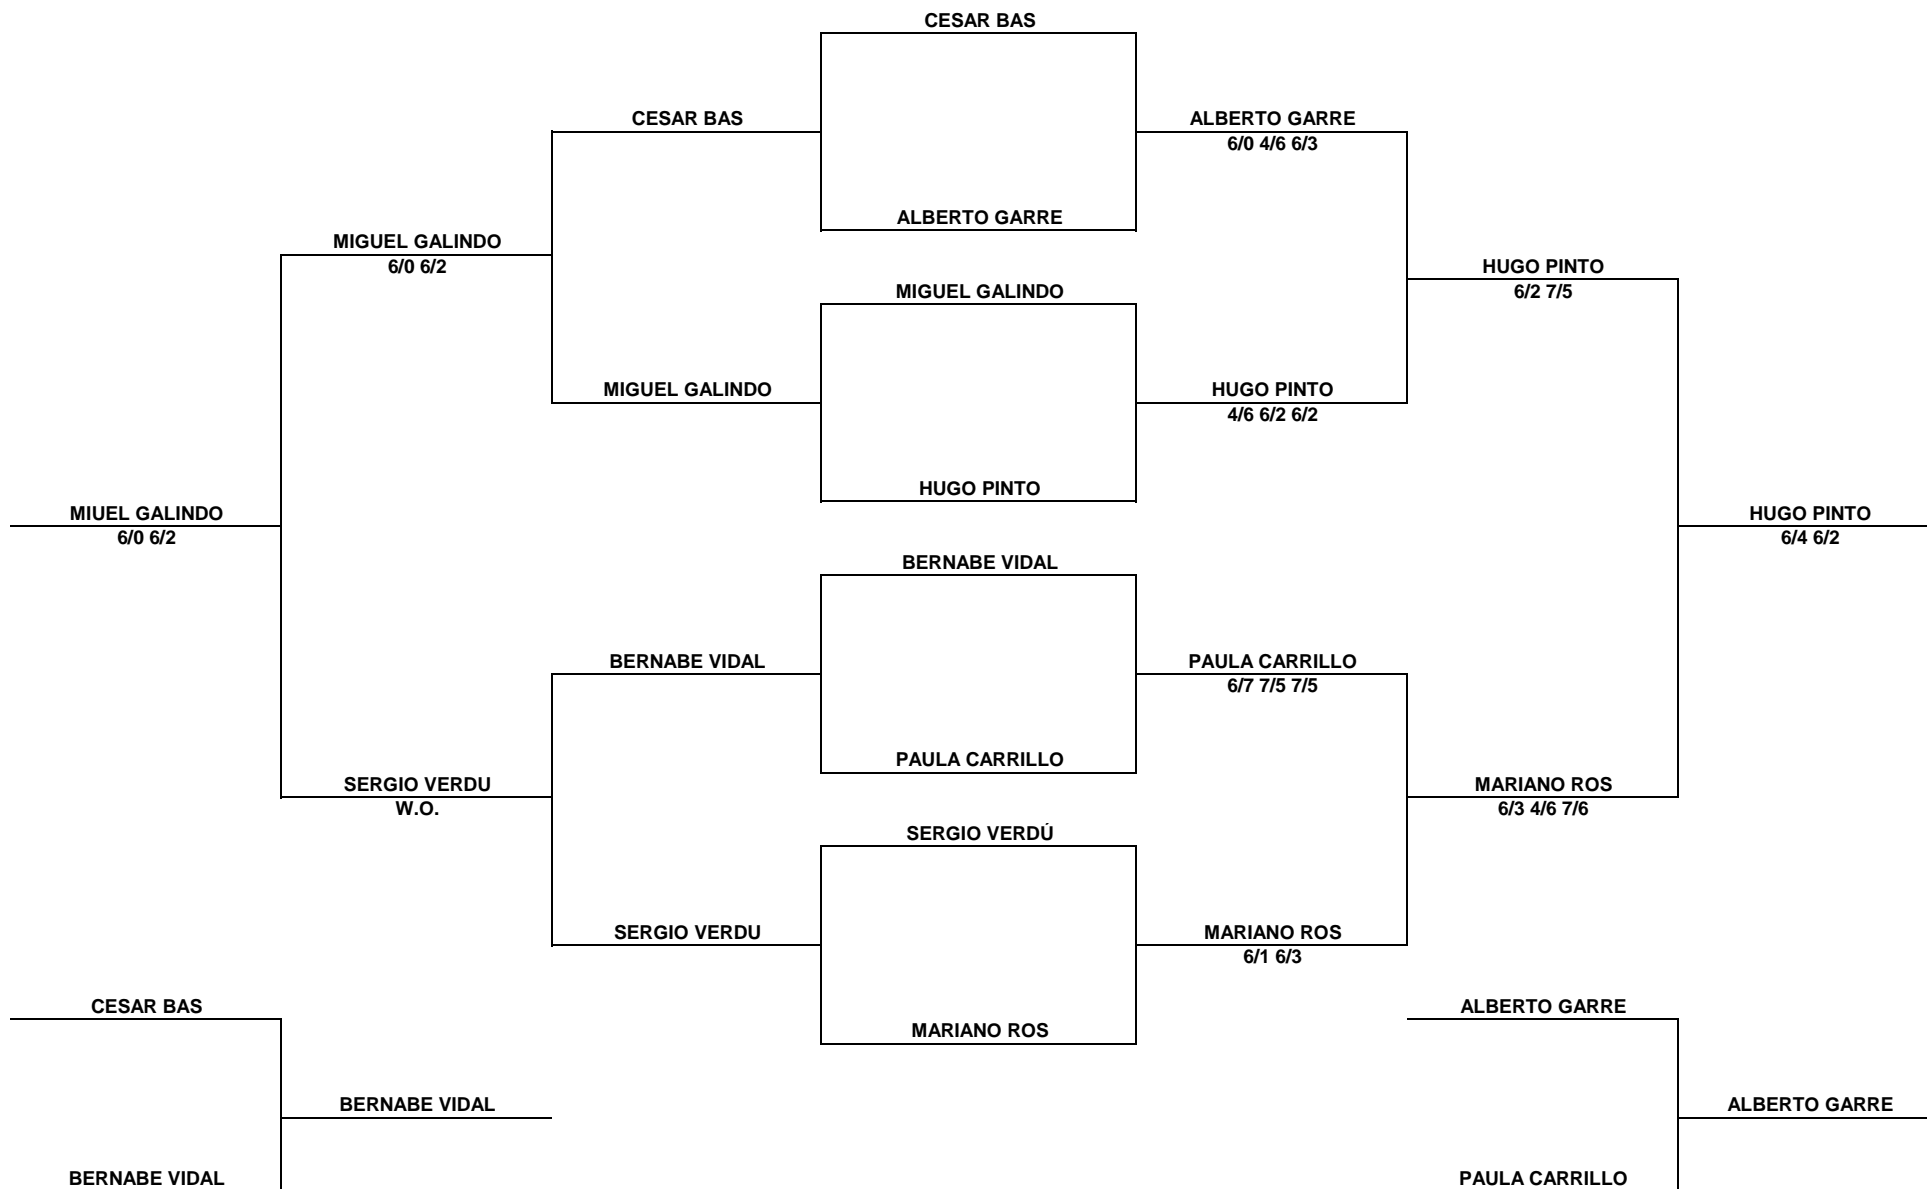 CESAR BAS
CESAR BAS
ALBERTO GARRE
6/0 4/6 6/3
ALBERTO GARRE
MIGUEL GALINDO
6/0 6/2
HUGO PINTO
6/2 7/5
MIGUEL GALINDO
MIGUEL GALINDO
HUGO PINTO
4/6 6/2 6/2
HUGO PINTO
MIUEL GALINDO
6/0 6/2
HUGO PINTO
6/4 6/2
BERNABE VIDAL
BERNABE VIDAL
PAULA CARRILLO
6/7 7/5 7/5
PAULA CARRILLO
SERGIO VERDU
W.O.
MARIANO ROS
6/3 4/6 7/6
SERGIO VERDÚ
SERGIO VERDU
MARIANO ROS
6/1 6/3
MARIANO ROS
CESAR BAS
ALBERTO GARRE
BERNABE VIDAL
ALBERTO GARRE
BERNABE VIDAL
PAULA CARRILLO